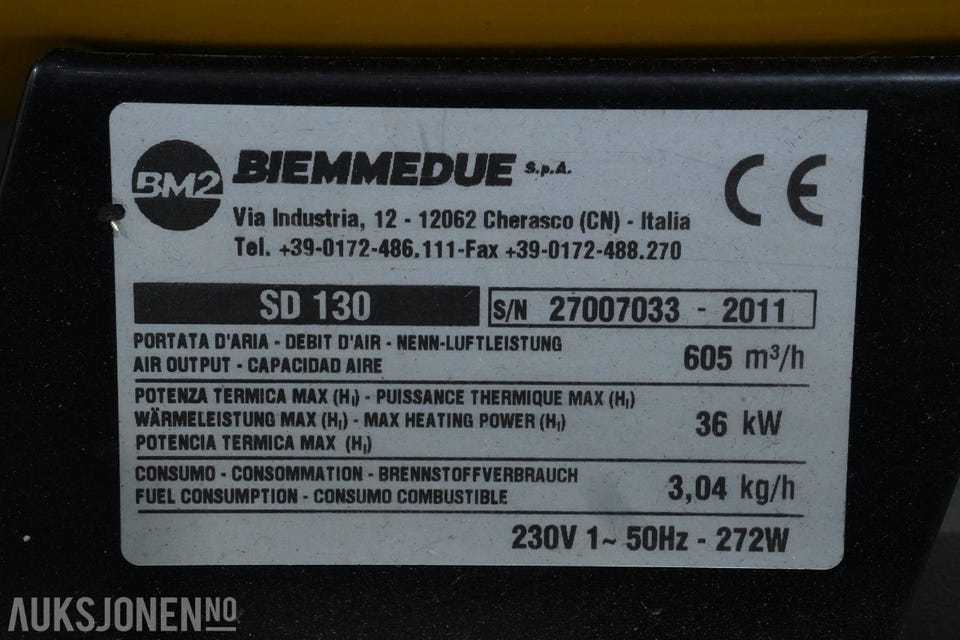 BM2 BIEMMEDUE S.p.A. CE
Via Industria, 12 - 12062 Cherasco (CN) - Italia
Tel. +39-0172-486.111-Fax +39-0172-488.270
SD 130 S/N 27007033 - 2011
PORTATA D'ARIA - DEBIT D'AIR - NENN-LUFTLEISTUNG
AIR OUTPUT - CAPACIDAD AIRE 605 m³/h
POTENZA TERMICA MAX (Hᵢ) - PUISSANCE THERMIQUE MAX (Hᵢ)
WÄRMELEISTUNG MAX (Hᵢ) - MAX HEATING POWER (Hᵢ) 36 kW
POTENCIA TERMICA MAX (Hᵢ)
CONSUMO - CONSOMMATION - BRENNSTOFFVERBRAUCH
FUEL CONSUMPTION - CONSUMO COMBUSTIBLE 3,04 kg/h
230V 1~ 50Hz - 272W
AUKSJONEN.NO